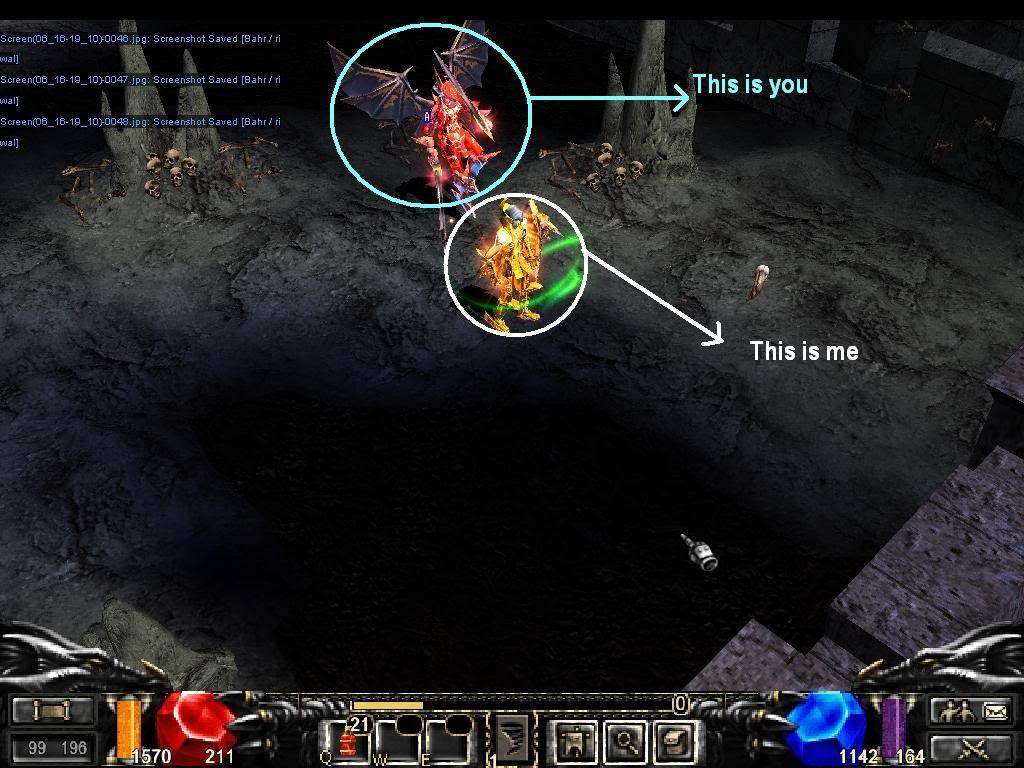 Screen(06_16-19_10)-0046.jpg: Screenshot Saved [Bahr / ri
wal]
Screen(06_16-19_10)-0047.jpg: Screenshot Saved [Bahr / ri
wal]
Screen(06_16-19_10)-0048.jpg: Screenshot Saved [Bahr / ri
wal]
This is you
A
This is me
0
21
99 196
1570 211
Q W E
1
1142 164